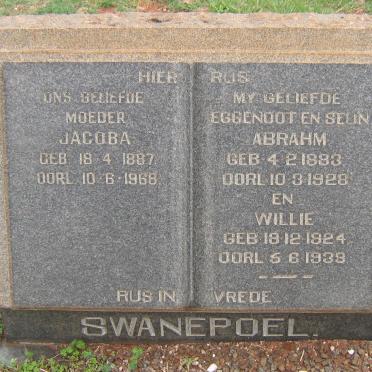 HIER RUS
ONS GELIEFDE
MOEDER
JACOBA
GEB. 18·4·1887
OORL. 10·6·1968
MY GELIEFDE
EGGENOOT EN SEUN
ABRAHM
GEB. 4·2·1883
OORL. 10·3·1928
EN
WILLIE
GEB. 18·12·1924
OORL. 5·6·1939
RUS IN VREDE
SWANEPOEL.